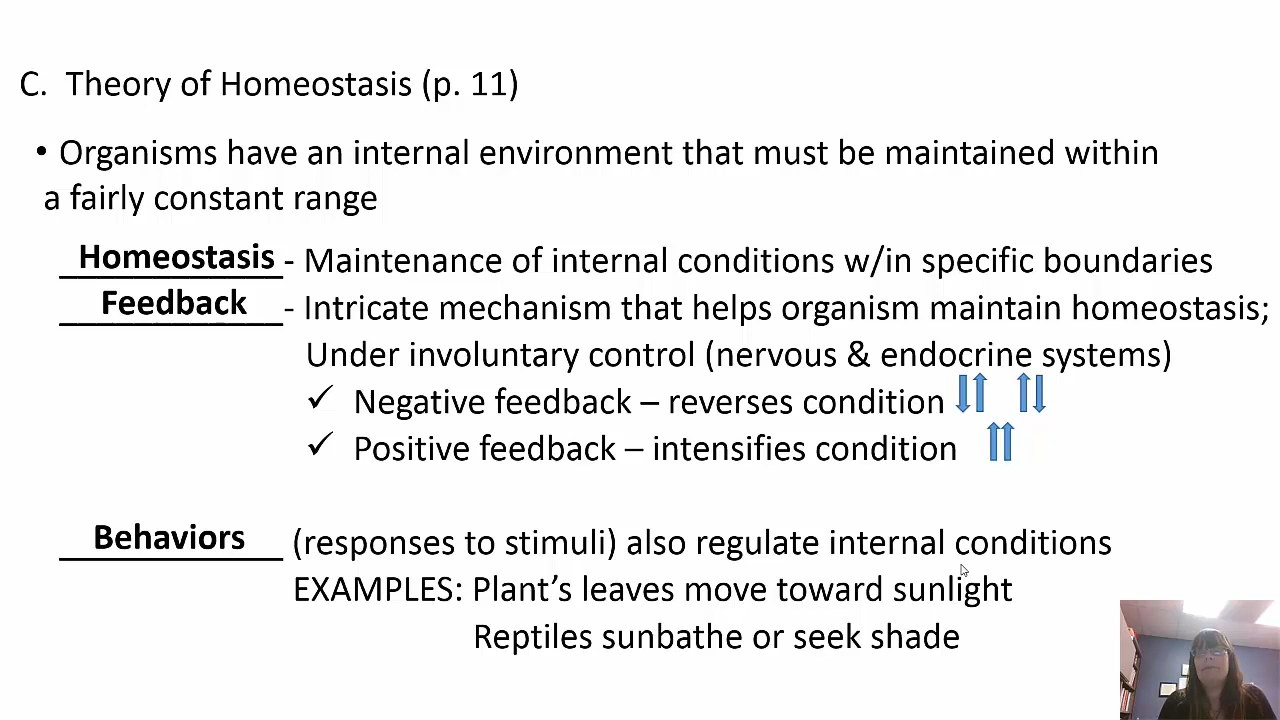 C. Theory of Homeostasis (p. 11)
• Organisms have an internal environment that must be maintained within
a fairly constant range
Homeostasis - Maintenance of internal conditions w/in specific boundaries
Feedback - Intricate mechanism that helps organism maintain homeostasis;
Under involuntary control (nervous & endocrine systems)
✓ Negative feedback – reverses condition ↓↑ ↑↓
✓ Positive feedback – intensifies condition ↑↑
Behaviors (responses to stimuli) also regulate internal conditions
EXAMPLES: Plant’s leaves move toward sunlight
Reptiles sunbathe or seek shade